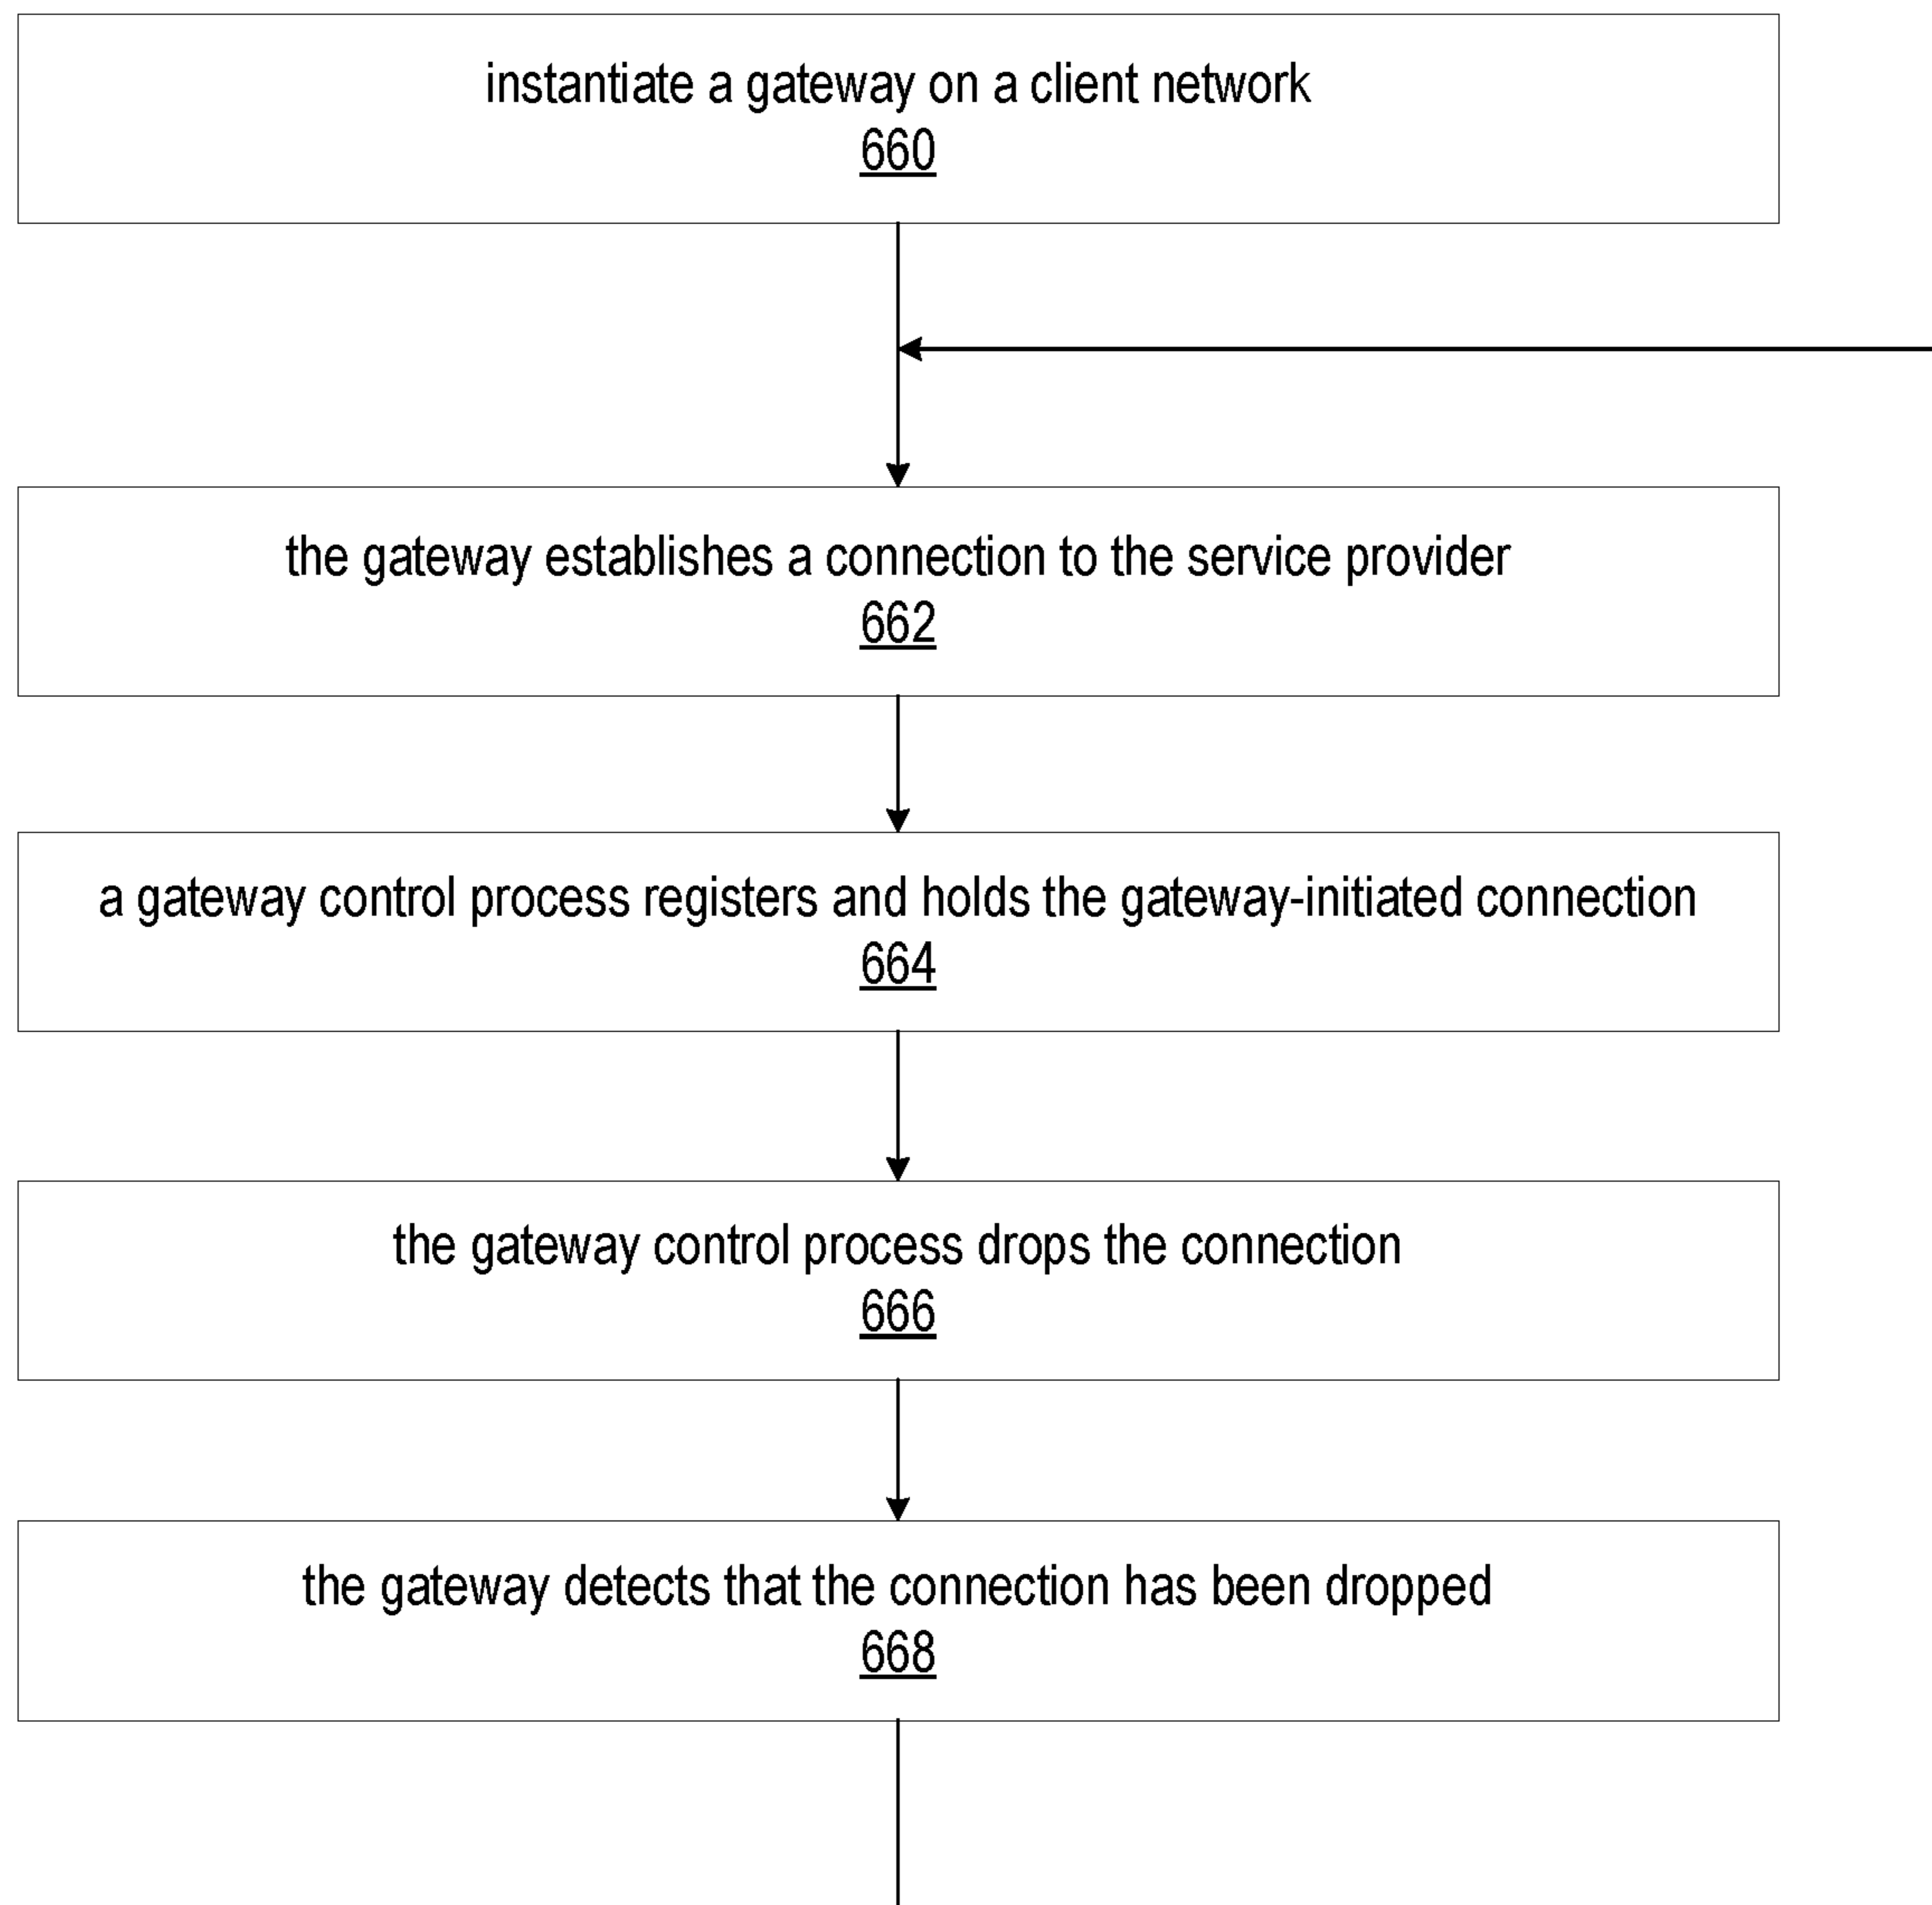 instantiate a gateway on a client network
660
the gateway establishes a connection to the service provider
662
a gateway control process registers and holds the gateway-initiated connection
664
the gateway control process drops the connection
666
the gateway detects that the connection has been dropped
668